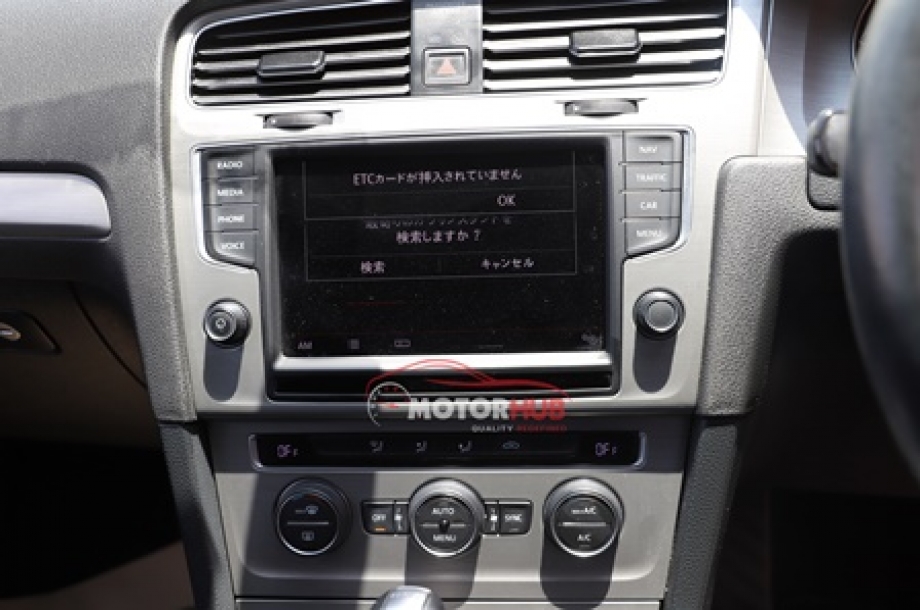 RADIO
MEDIA
PHONE
VOICE
ETCカードが挿入されていません
OK
検索しますか？
検索 キャンセル
AM
NAV
TRAFFIC
CAR
MENU
MOTORHUB
QUALITY REDEFINED
OFF
OFF
OFF
AUTO
MENU
SYNC
A/C
A/C